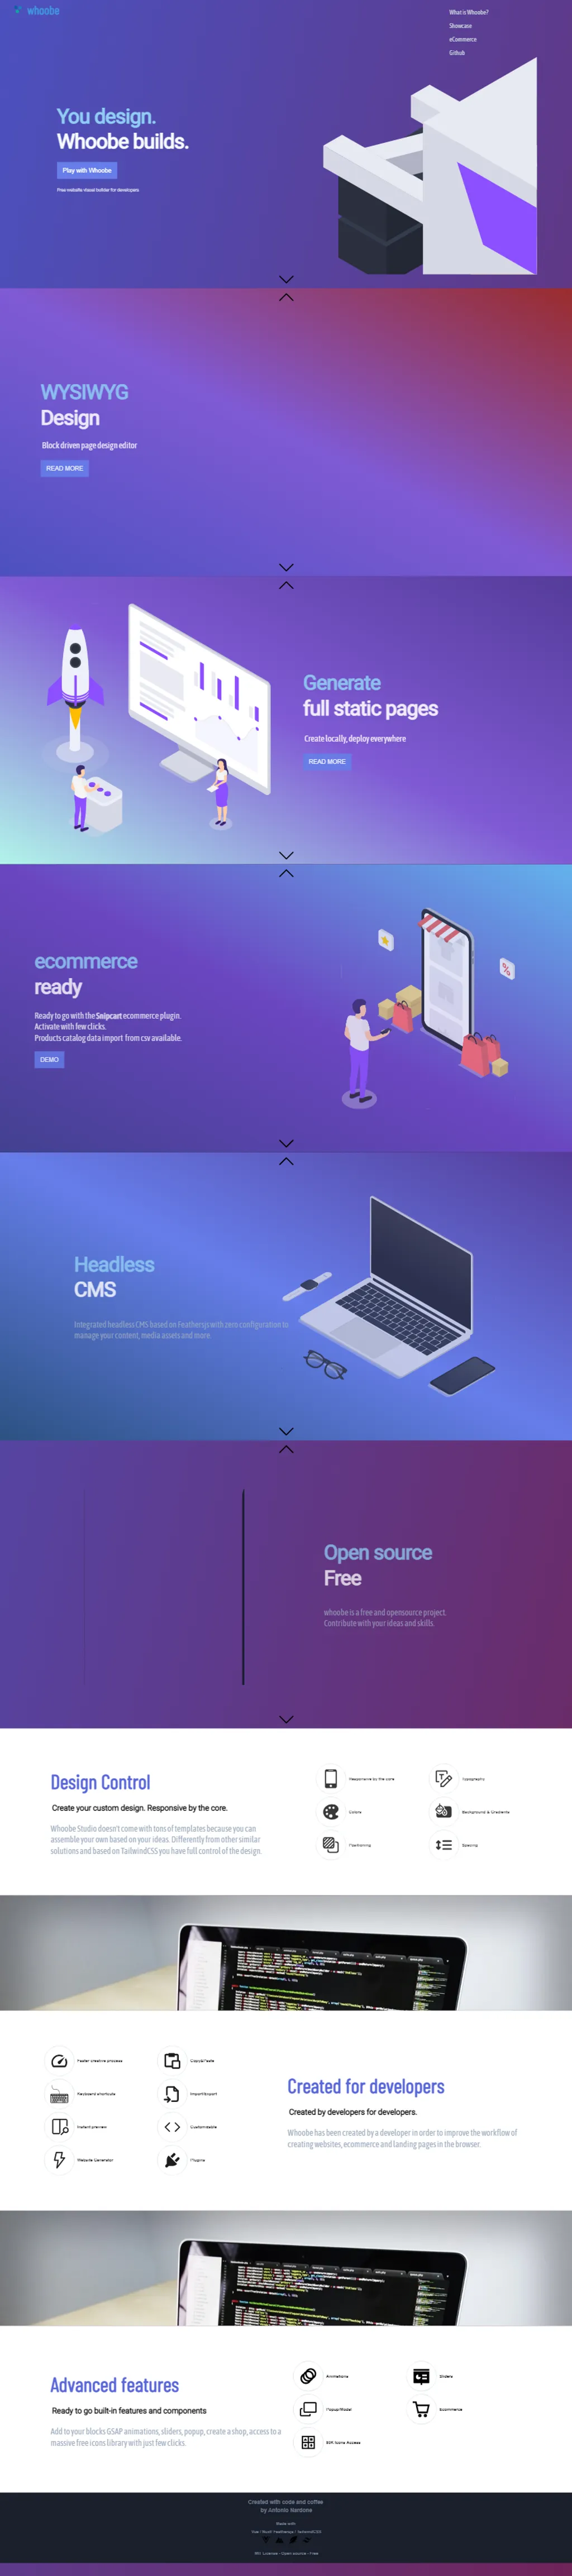 whoobe
What is Whoobe?
Showcase
eCommerce
Github
You design.
Whoobe builds.
Play with Whoobe
Free website visual builder for developers
WYSIWYG
Design
Block driven page design editor
READ MORE
Generate
full static pages
Create locally, deploy everywhere
READ MORE
ecommerce
ready
Ready to go with the Snipcart ecommerce plugin.
Activate with few clicks.
Products catalog data import from csv available.
DEMO
Headless
CMS
Integrated headless CMS based on Feathersjs with zero configuration to
manage your content, media assets and more.
Open source
Free
whoobe is a free and opensource project.
Contribute with your ideas and skills.
Design Control
Create your custom design. Responsive by the core.
Whoobe Studio doesn't come with tons of templates because you can
assemble your own based on your ideas. Differently from other similar
solutions and based on TailwindCSS you have full control of the design.
Responsive by the core
Typography
Colors
Background & Gradients
Positioning
Spacing
Faster creative process
Copy&Paste
Keyboard shortcuts
Import/Export
Instant preview
Customizable
Website Generator
Plugins
Created for developers
Created by developers for developers.
Whoobe has been created by a developer in order to improve the workflow of
creating websites, ecommerce and landing pages in the browser.
Advanced features
Ready to go built-in features and components
Add to your blocks GSAP animations, sliders, popup, create a shop, access to a
massive free icons library with just few clicks.
Animations
Sliders
Popup/Modal
Ecommerce
Created with code and coffee
by Antonio Nardone
Made with